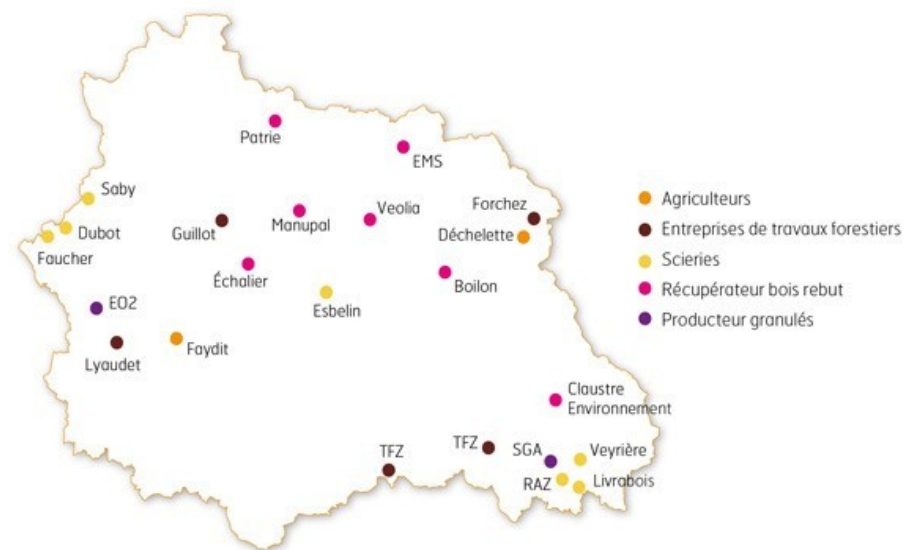 Patrie
EMS
Saby
Dubot
Faucher
Guillot
Manupal
Veolia
Forchez
Déchelette
Échalier
Esbelin
Boilon
EO2
Lyaudet
Faydit
Claustre
Environnement
TFZ
TFZ
SGA
Veyrière
RAZ
Livrabois
Agriculteurs
Entreprises de travaux forestiers
Scieries
Récupérateur bois rebut
Producteur granulés